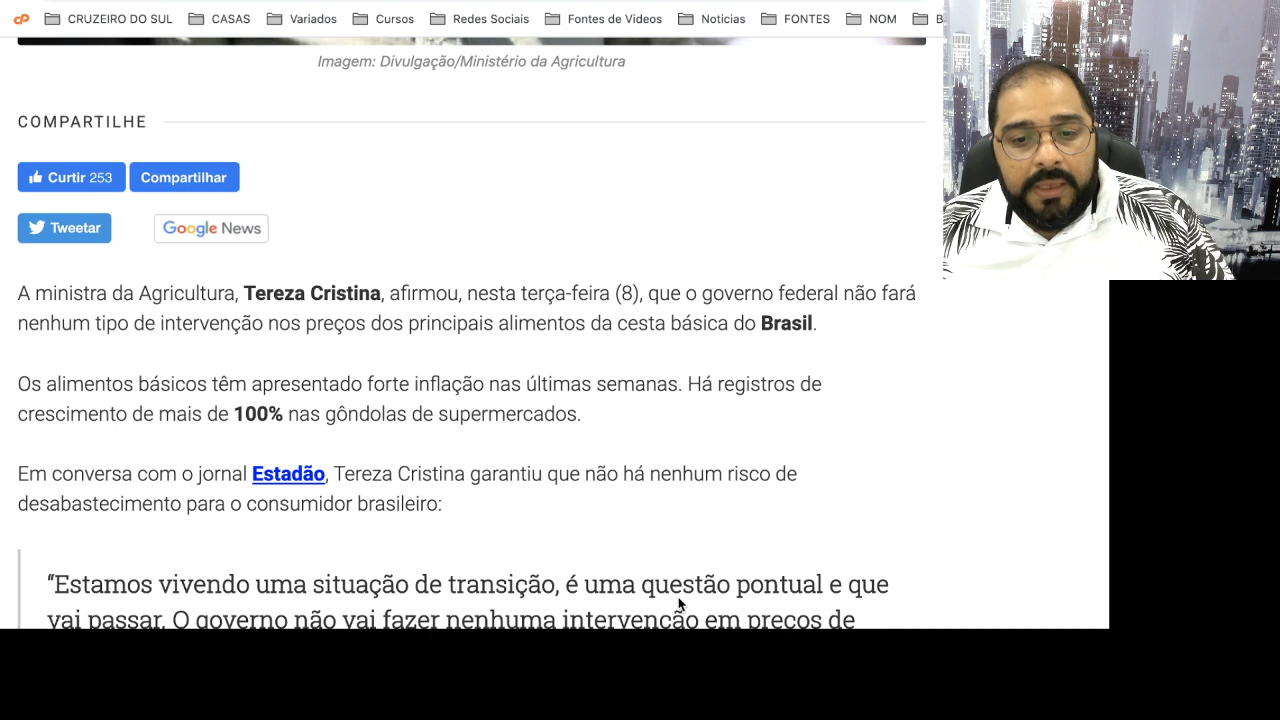 CRUZEIRO DO SUL CASAS Variados Cursos Redes Sociais Fontes de Videos Noticias FONTES NOM B
Imagem: Divulgação/Ministério da Agricultura
COMPARTILHE
Curtir 253 Compartilhar
Tweetar Google News
A ministra da Agricultura, Tereza Cristina, afirmou, nesta terça-feira (8), que o governo federal não fará
nenhum tipo de intervenção nos preços dos principais alimentos da cesta básica do Brasil.
Os alimentos básicos têm apresentado forte inflação nas últimas semanas. Há registros de
crescimento de mais de 100% nas gôndolas de supermercados.
Em conversa com o jornal Estadão, Tereza Cristina garantiu que não há nenhum risco de
desabastecimento para o consumidor brasileiro:
“Estamos vivendo uma situação de transição, é uma questão pontual e que
vai passar. O governo não vai fazer nenhuma intervenção em preços de